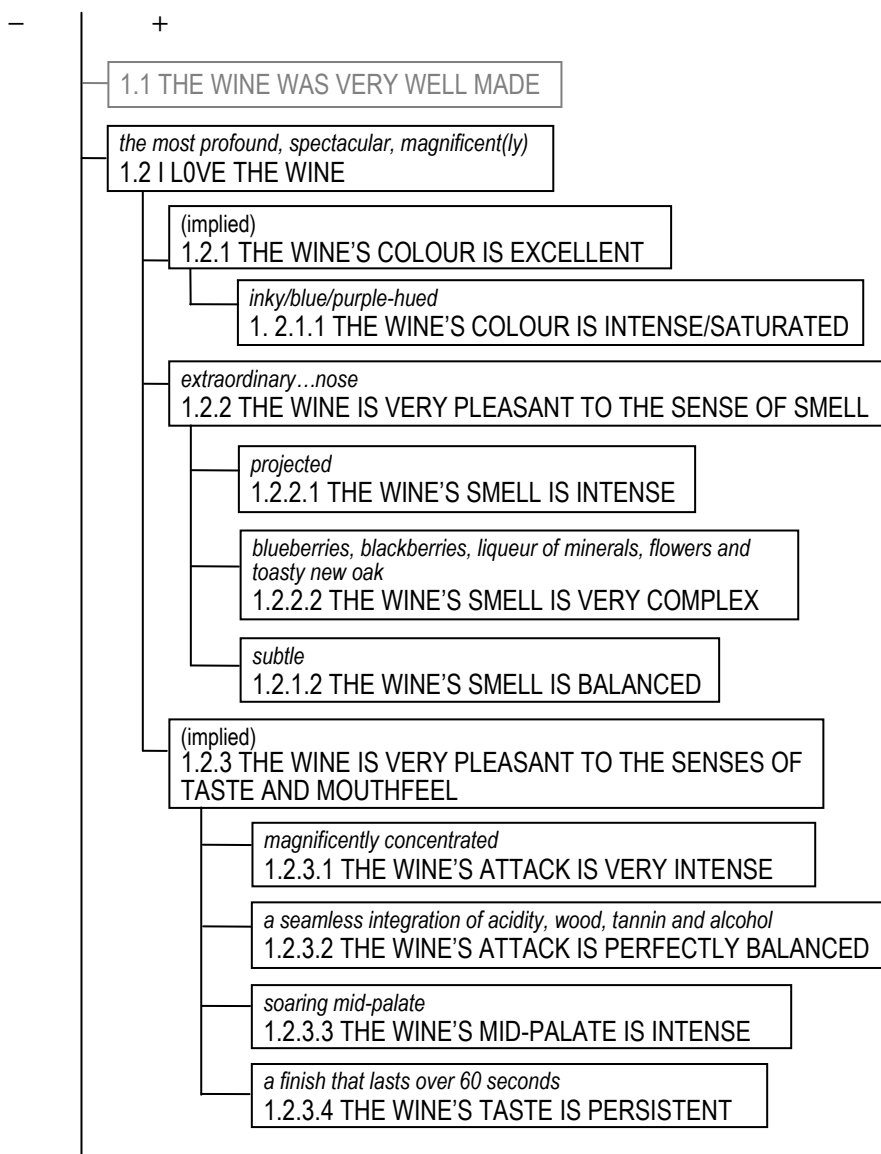 – +
1.1 THE WINE WAS VERY WELL MADE
the most profound, spectacular, magnificent(ly)
1.2 I L0VE THE WINE
(implied)
1.2.1 THE WINE’S COLOUR IS EXCELLENT
inky/blue/purple-hued
1. 2.1.1 THE WINE’S COLOUR IS INTENSE/SATURATED
extraordinary…nose
1.2.2 THE WINE IS VERY PLEASANT TO THE SENSE OF SMELL
projected
1.2.2.1 THE WINE’S SMELL IS INTENSE
blueberries, blackberries, liqueur of minerals, flowers and
toasty new oak
1.2.2.2 THE WINE’S SMELL IS VERY COMPLEX
subtle
1.2.1.2 THE WINE’S SMELL IS BALANCED
(implied)
1.2.3 THE WINE IS VERY PLEASANT TO THE SENSES OF
TASTE AND MOUTHFEEL
magnificently concentrated
1.2.3.1 THE WINE’S ATTACK IS VERY INTENSE
a seamless integration of acidity, wood, tannin and alcohol
1.2.3.2 THE WINE’S ATTACK IS PERFECTLY BALANCED
soaring mid-palate
1.2.3.3 THE WINE’S MID-PALATE IS INTENSE
a finish that lasts over 60 seconds
1.2.3.4 THE WINE’S TASTE IS PERSISTENT